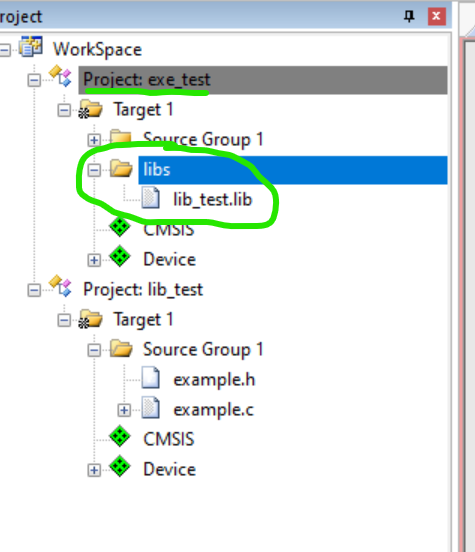 roject
WorkSpace
Project: exe_test
Target 1
Source Group 1
libs
lib_test.lib
CMSIS
Device
Project: lib_test
Target 1
Source Group 1
example.h
example.c
CMSIS
Device